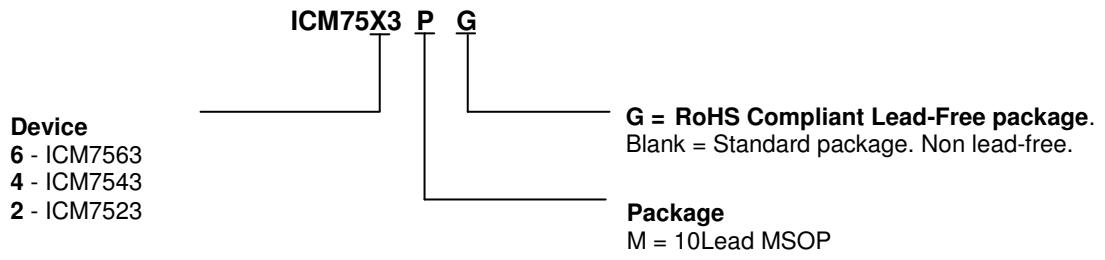 ICM75X3 P G
Device
6 - ICM7563
4 - ICM7543
2 - ICM7523
G = RoHS Compliant Lead-Free package.
Blank = Standard package. Non lead-free.
Package
M = 10Lead MSOP